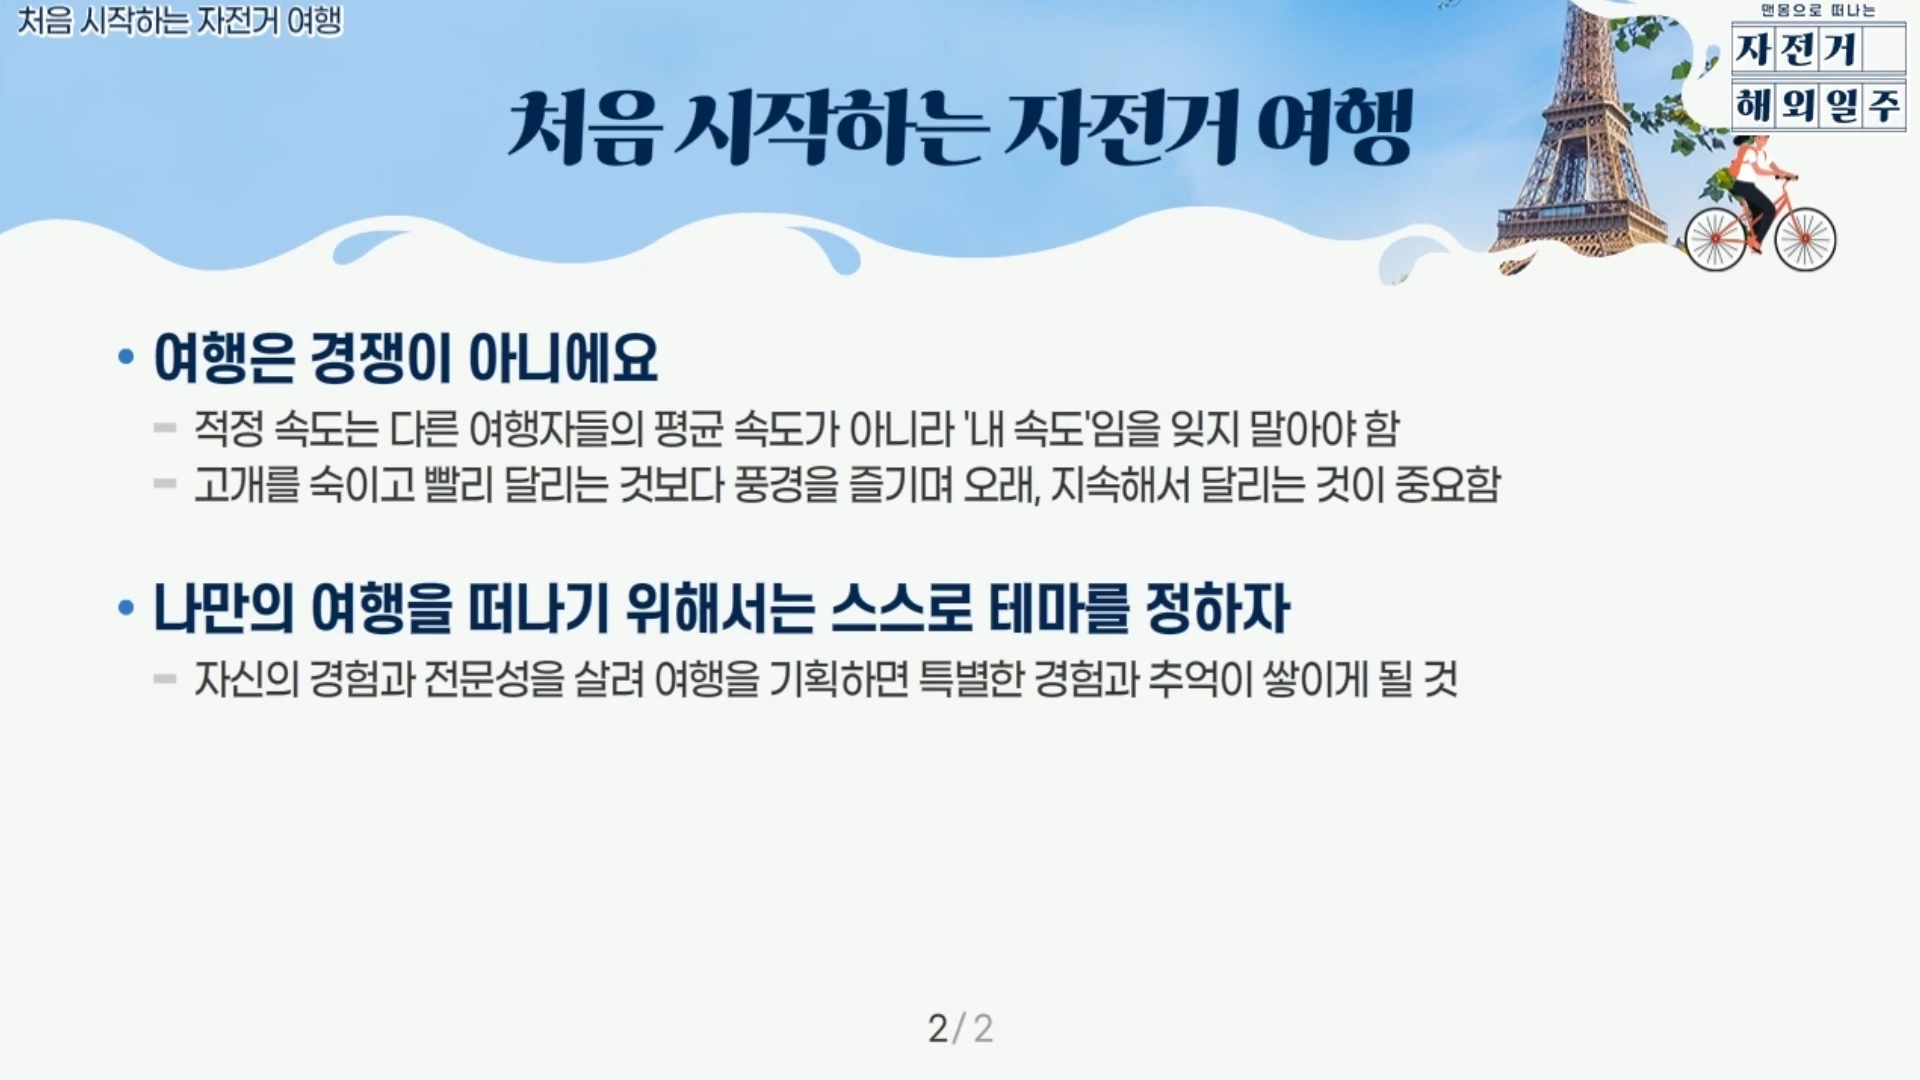 처음 시작하는 자전거 여행
맨몸으로 떠나는
자전거
해외일주
처음 시작하는 자전거 여행
• 여행은 경쟁이 아니에요
- 적정 속도는 다른 여행자들의 평균 속도가 아니라 '내 속도'임을 잊지 말아야 함
- 고개를 숙이고 빨리 달리는 것보다 풍경을 즐기며 오래, 지속해서 달리는 것이 중요함
• 나만의 여행을 떠나기 위해서는 스스로 테마를 정하자
- 자신의 경험과 전문성을 살려 여행을 기획하면 특별한 경험과 추억이 쌓이게 될 것
2/2